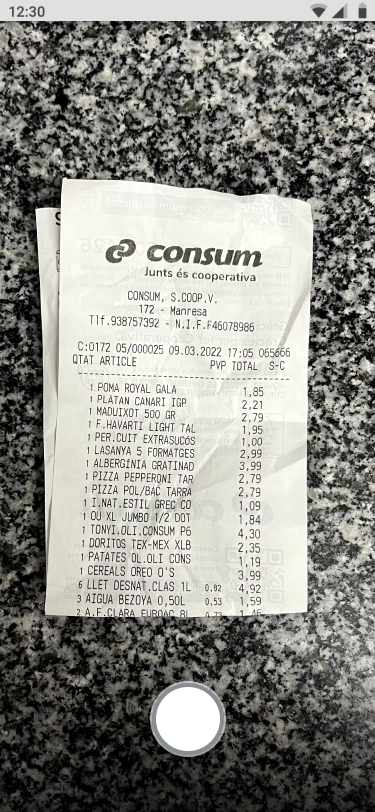 12:30
consum
Junts és cooperativa
CONSUM, S.COOP.V.
172 - Manresa
Tlf.938757392 - N.I.F.F46078986
C:0172 05/000025 09.03.2022 17:05 065666
QTAT ARTICLE PVP TOTAL S-C
1 POMA ROYAL GALA 1,85
1 PLATAN CANARI IGP 2,21
1 MADUIXOT 500 GR 2,79
1 F.HAVARTI LIGHT TAL 1,95
1 PER.CUIT EXTRASUCOS 1,00
1 LASANYA 5 FORMATGES 2,99
1 ALBERGINIA GRATINAD 3,99
1 PIZZA PEPPERONI TAR 2,79
1 PIZZA POL/BAC TARRA 2,79
1 I.NAT.ESTIL GREC CO 1,09
1 OU XL JUMBO 1/2 DOT 1,84
1 TONYI.OLI.CONSUM P6 4,30
1 DORITOS TEX-MEX XLB 2,35
1 PATATES OL.OLI CONS 1,19
1 CEREALS OREO O'S 3,99
6 LLET DESNAT.CLAS 1L 0,82 4,92
3 AIGUA BEZOYA 0,50L 0,53 1,59
2 A.F.CLARA EUROAC 8L 0,73 1,46